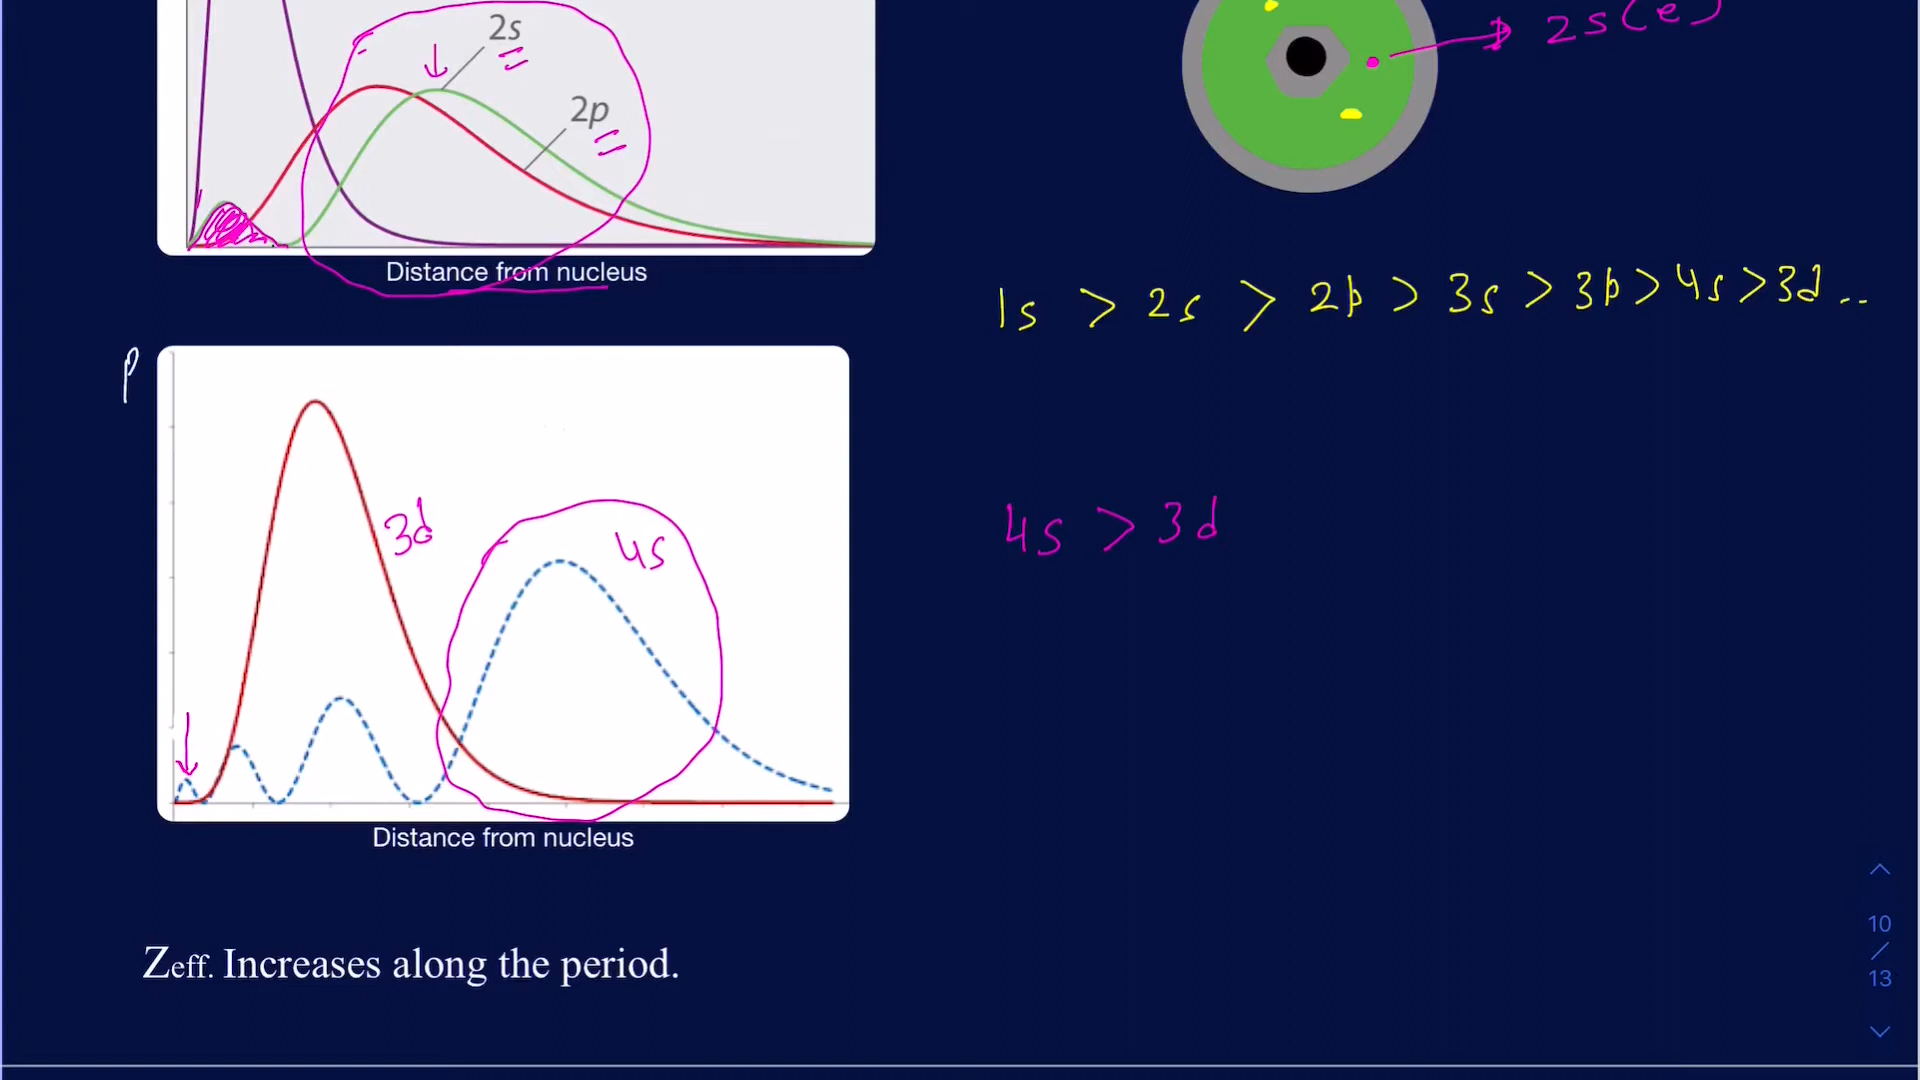 2s
2p
Distance from nucleus
2s(e)
1s > 2s > 2p > 3s > 3p > 4s > 3d ..
P
3d
4s
4s > 3d
Distance from nucleus
Zeff. Increases along the period.
10
/
13